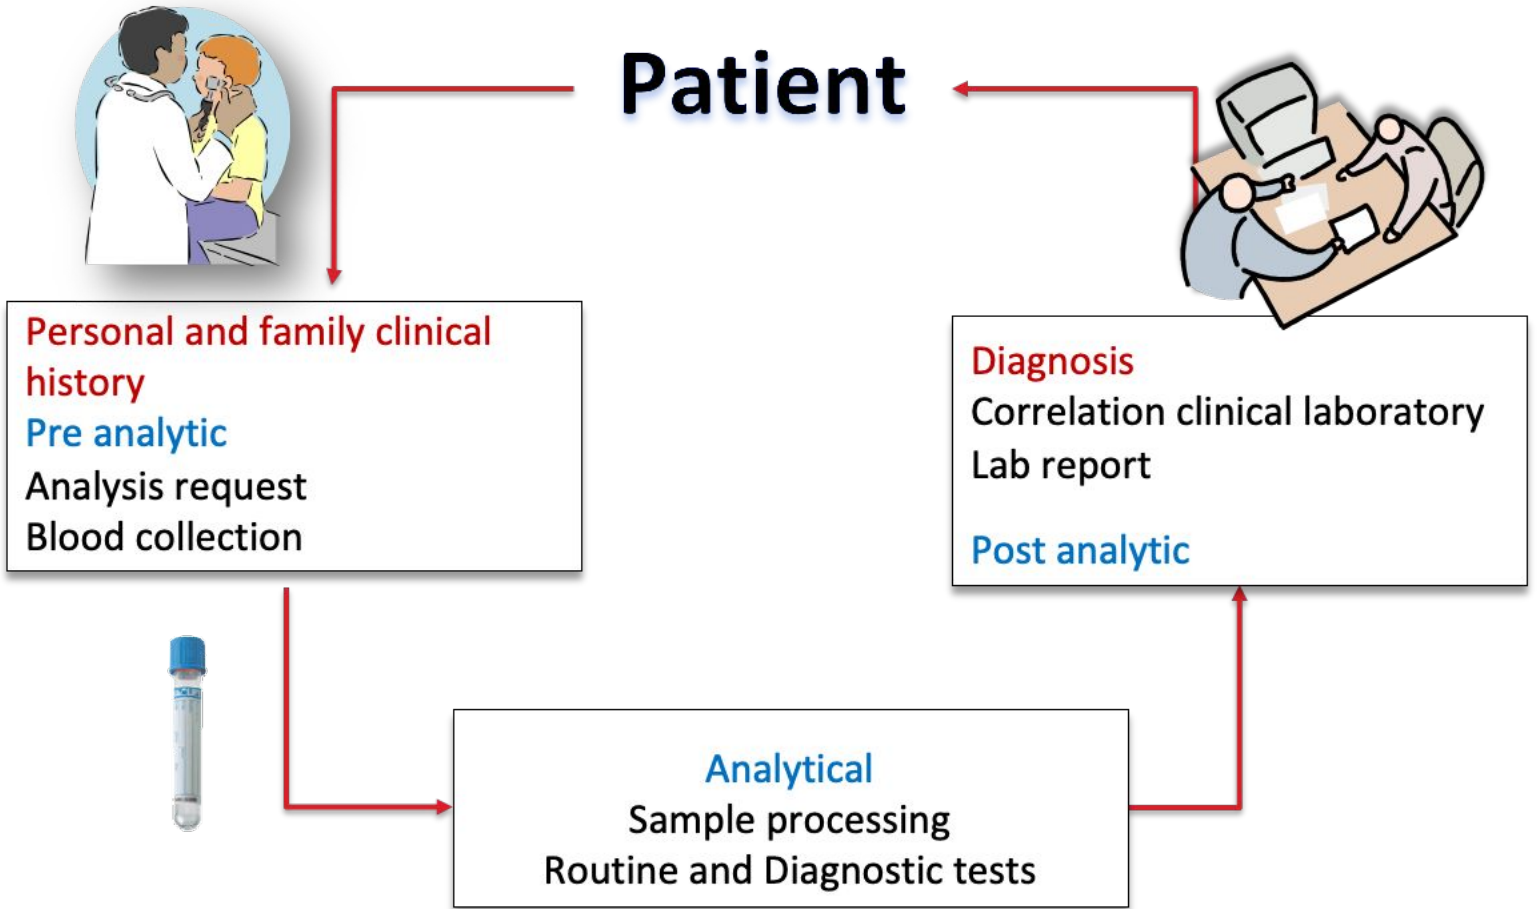 Patient
Personal and family clinical
history
Pre analytic
Analysis request
Blood collection
Diagnosis
Correlation clinical laboratory
Lab report
Post analytic
Analytical
Sample processing
Routine and Diagnostic tests